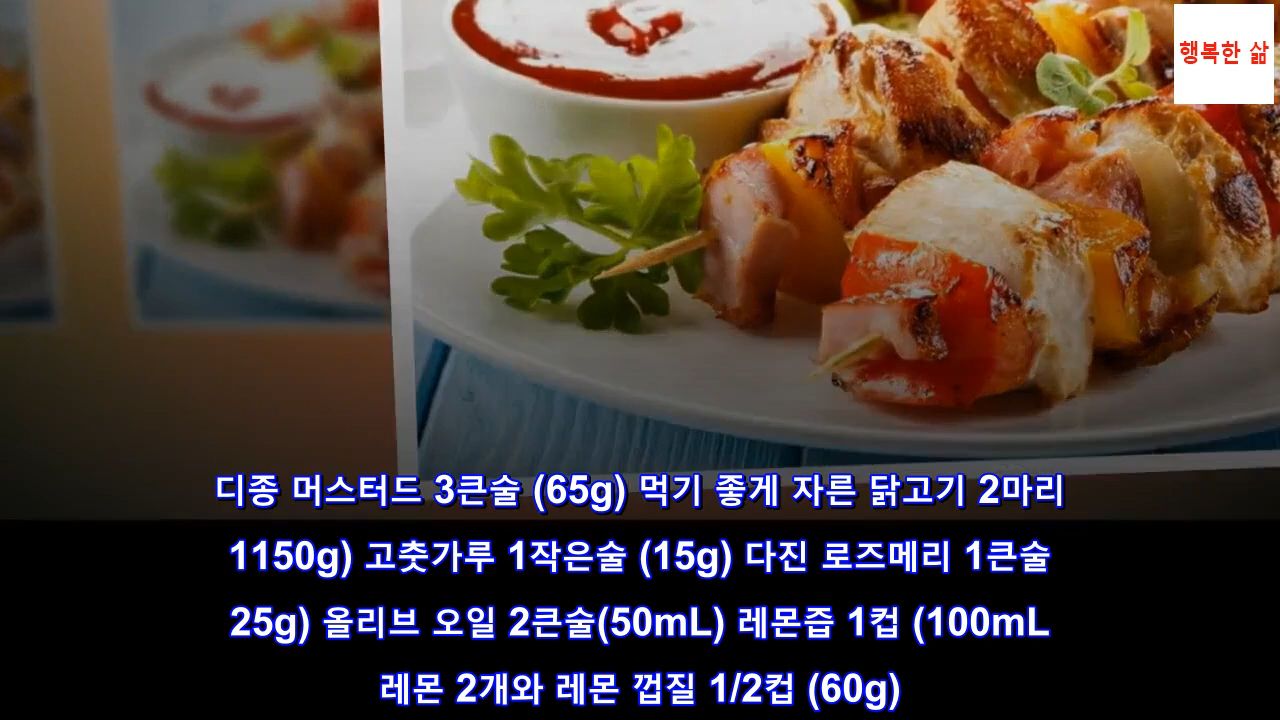 행복한 삶
디종 머스터드 3큰술 (65g) 먹기 좋게 자른 닭고기 2마리
1150g) 고춧가루 1작은술 (15g) 다진 로즈메리 1큰술
25g) 올리브 오일 2큰술(50mL) 레몬즙 1컵 (100mL
레몬 2개와 레몬 껍질 1/2컵 (60g)